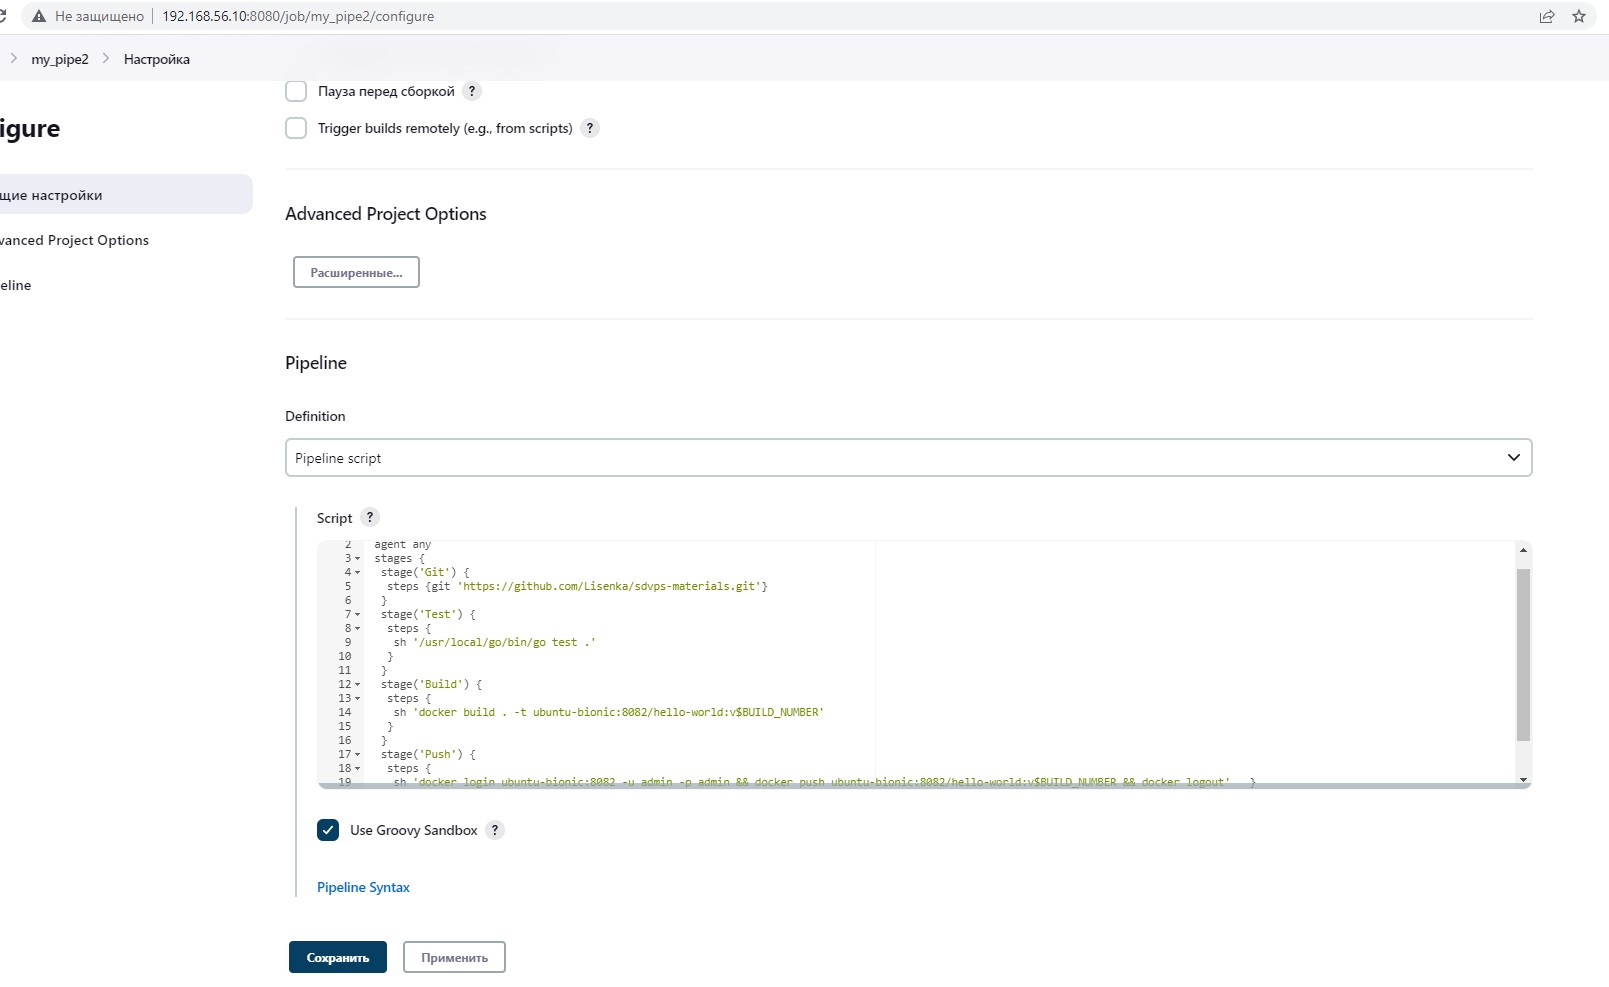 Не защищено 192.168.56.10:8080/job/my_pipe2/configure
my_pipe2 Настройка
Пауза перед сборкой ?
igure
Trigger builds remotely (e.g., from scripts) ?
щие настройки
Advanced Project Options
vanced Project Options
Расширенные...
eline
Pipeline
Definition
Pipeline script
Script ?
2 agent any
3 stages {
4 stage('Git') {
5 steps {git 'https://github.com/Lisenka/sdvps-materials.git'}
6 }
7 stage('Test') {
8 steps {
9 sh '/usr/local/go/bin/go test .'
10 }
11 }
12 stage('Build') {
13 steps {
14 sh 'docker build . -t ubuntu-bionic:8082/hello-world:v$BUILD_NUMBER'
15 }
16 }
17 stage('Push') {
18 steps {
19 sh 'docker login ubuntu-bionic:8082 -u admin -p admin && docker push ubuntu-bionic:8082/hello-world:v$BUILD_NUMBER && docker logout' }
Use Groovy Sandbox ?
Pipeline Syntax
Сохранить Применить